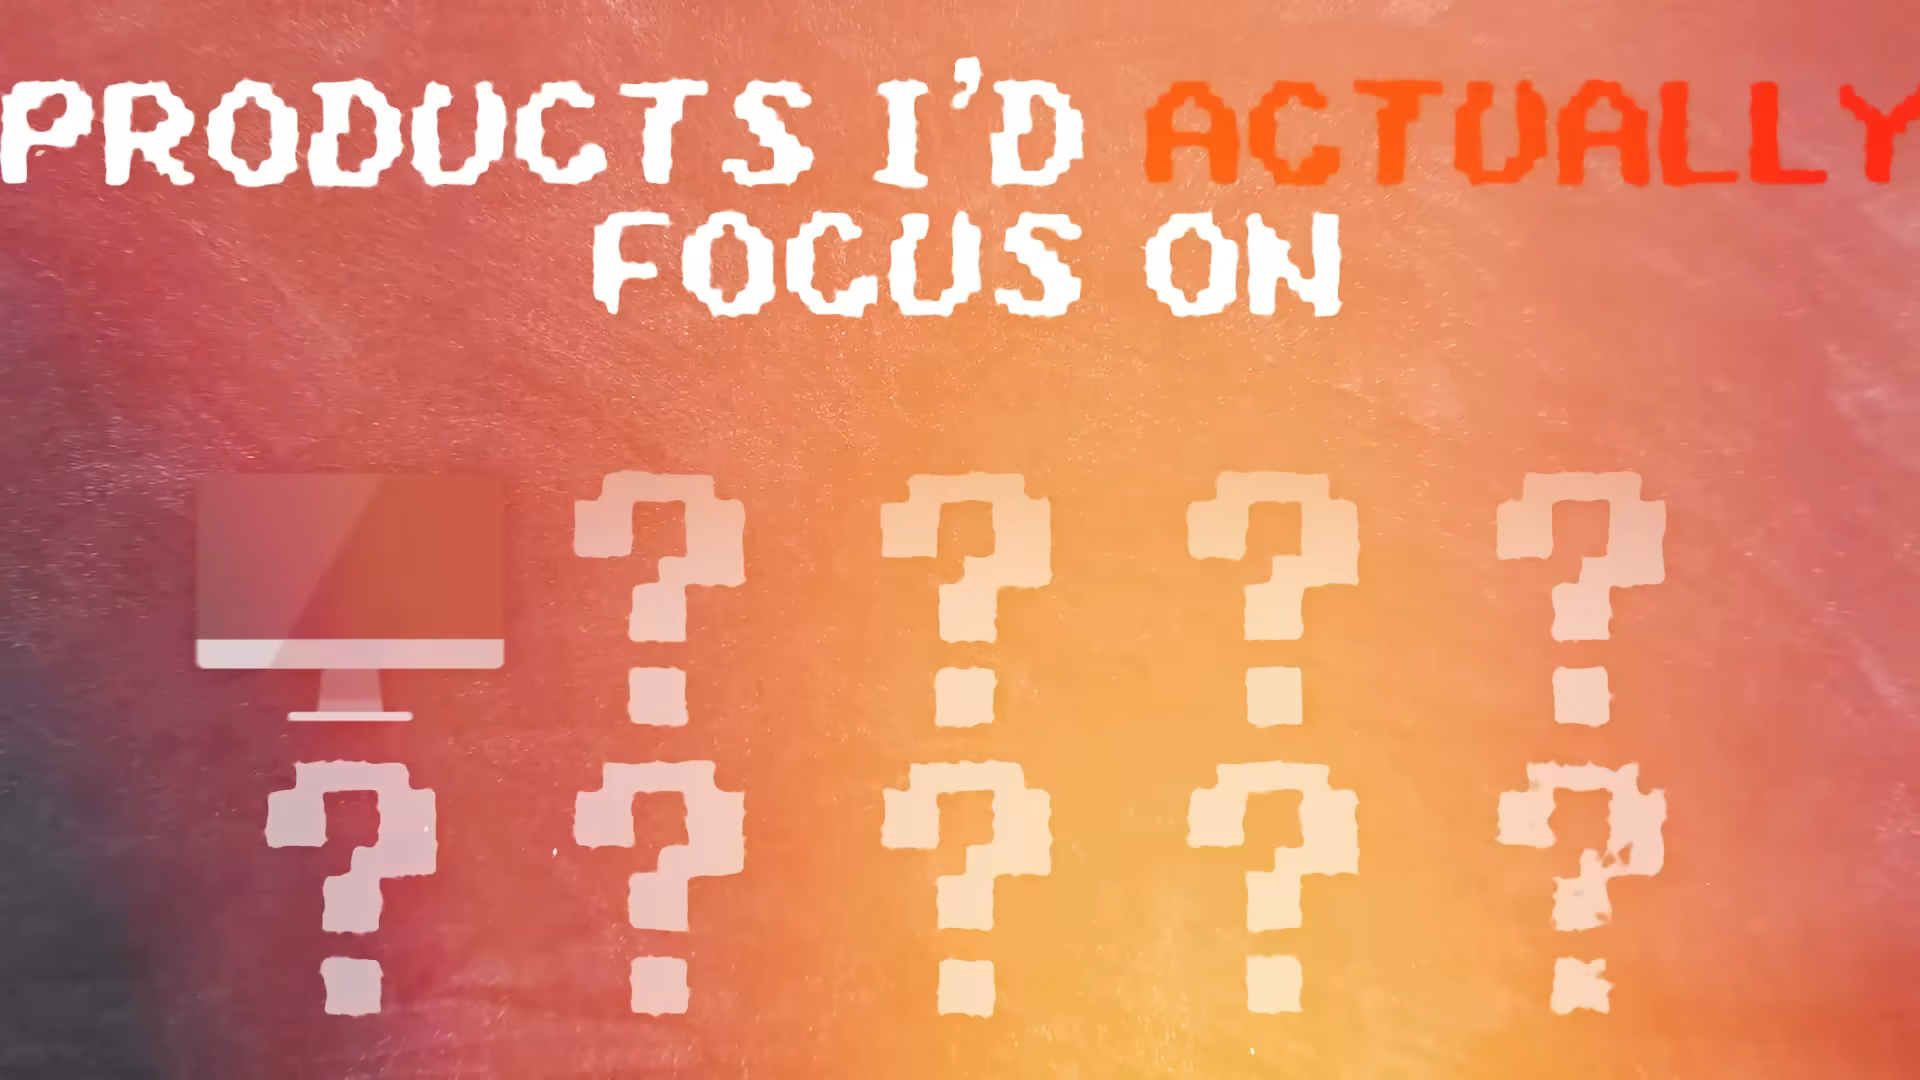 PRODUCTS I'D ACTUALLY
FOCUS ON
? ? ? ?
? ? ? ? ?